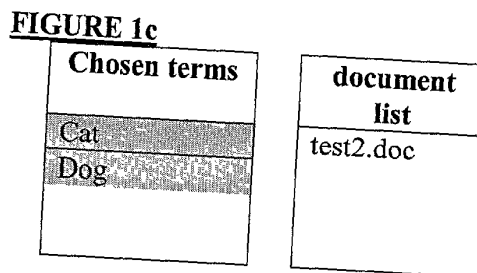 FIGURE 1c
Chosen terms
Cat
Dog
document
list
test2.doc